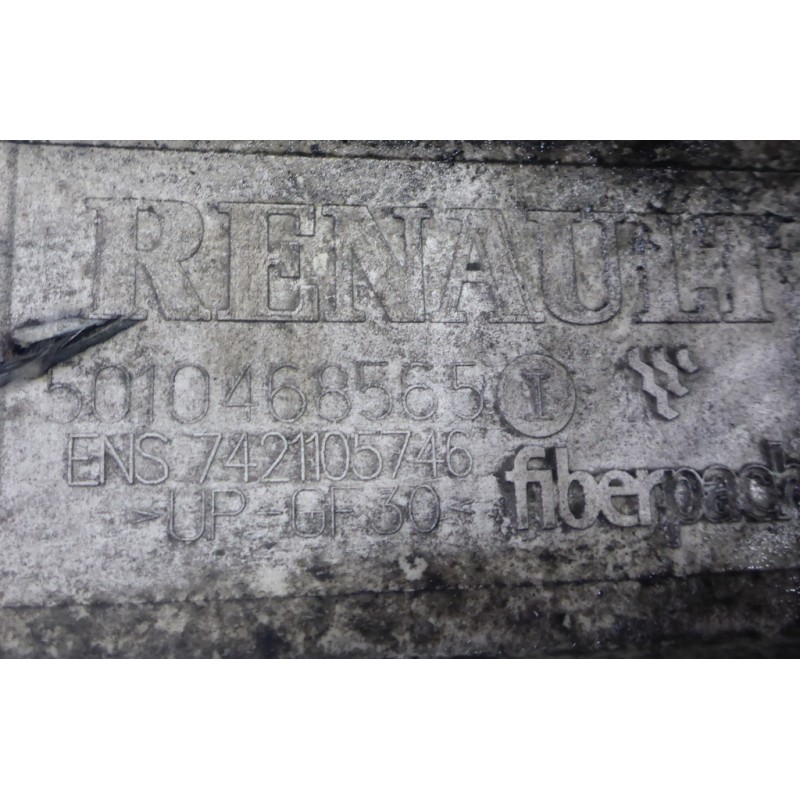 RENAULT
5010468565 I
ENS 7421105746
>UP-GF30< fiberpach